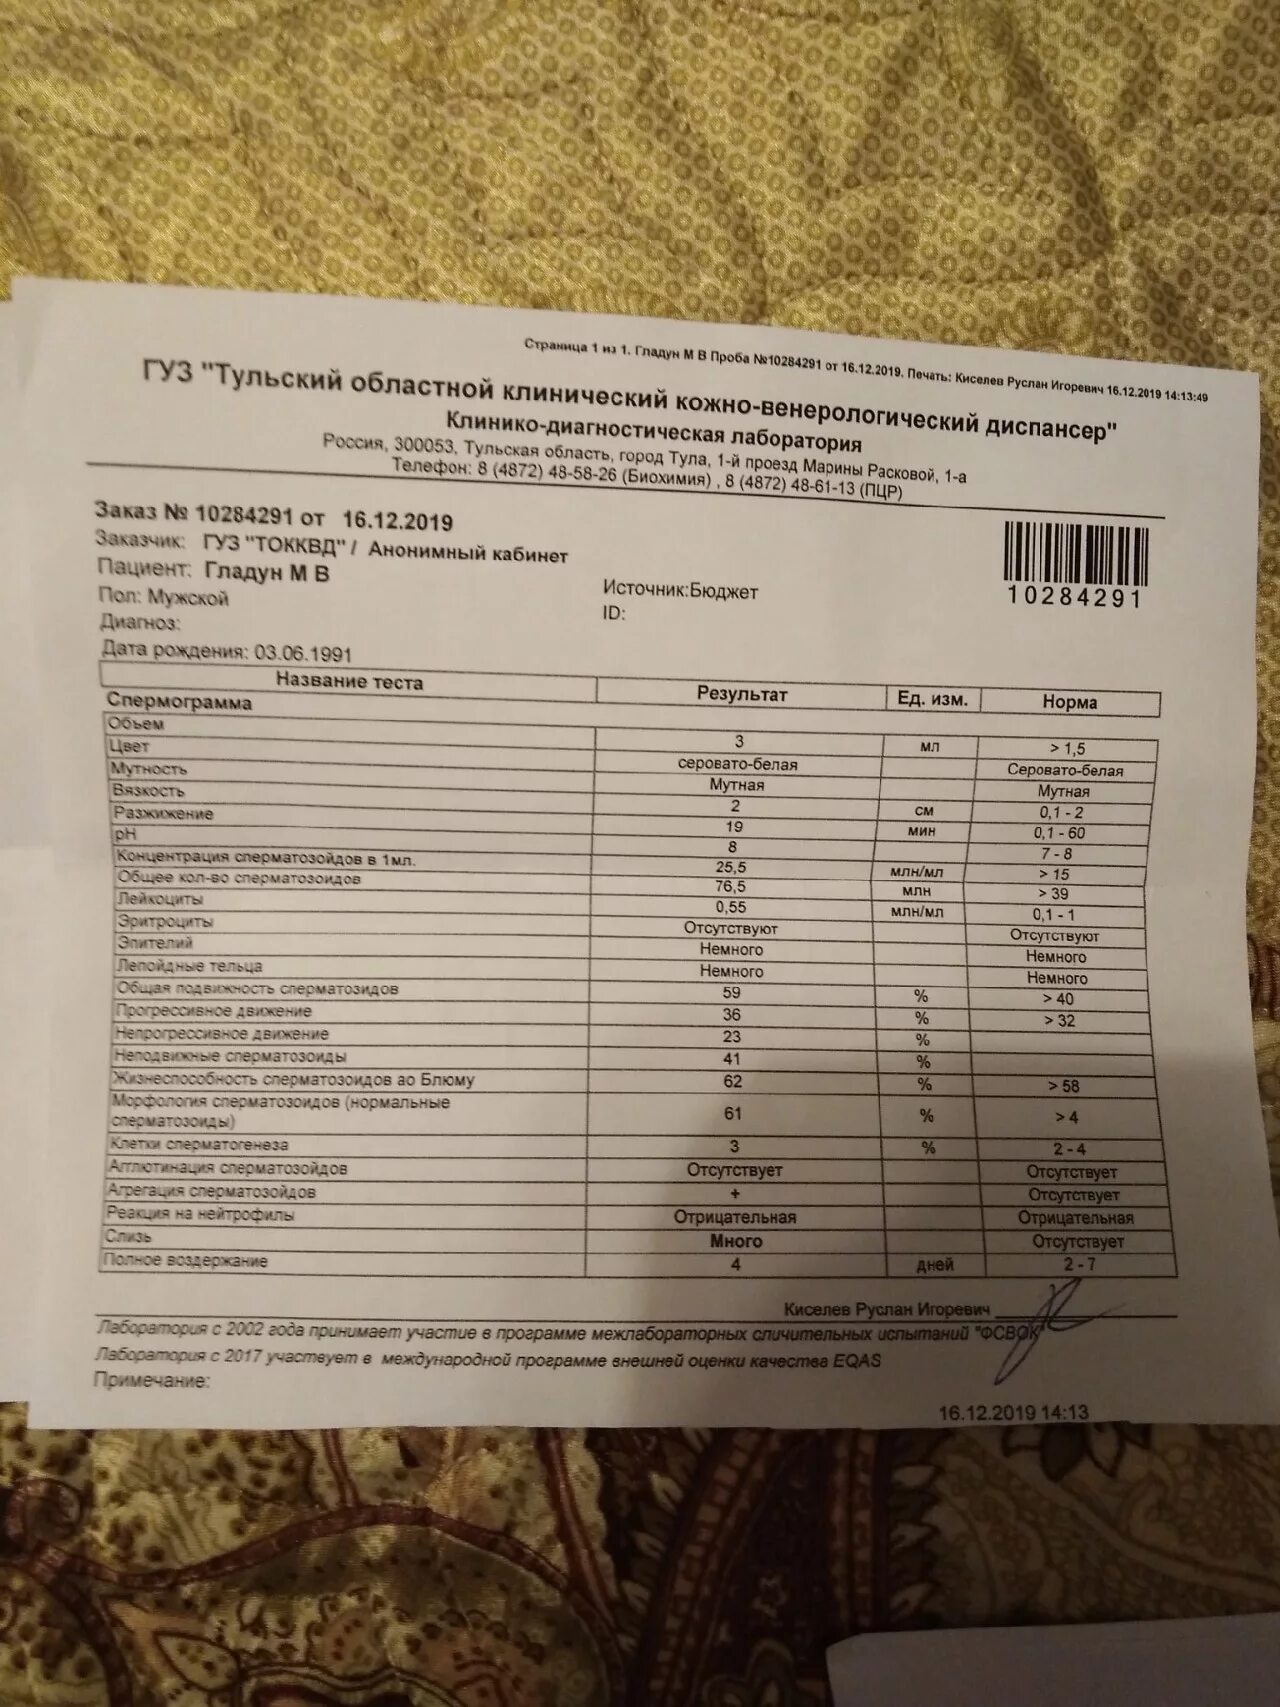 Страница 1 из 1. Гладун М В Проба №10284291 от 16.12.2019. Печать: Киселев Руслан Игоревич 16.12.2019 14:13:49
ГУЗ "Тульский областной клинический кожно-венерологический диспансер"
Клинико-диагностическая лаборатория
Россия, 300053, Тульская область, город Тула, 1-й проезд Марины Расковой, 1-а
Телефон: 8 (4872) 48-58-26 (Биохимия) , 8 (4872) 48-61-13 (ПЦР)
Заказ № 10284291 от 16.12.2019
Заказчик: ГУЗ "ТОККВД" / Анонимный кабинет
Пациент: Гладун М В
Источник:Бюджет
10284291
Пол: Мужской
ID:
Диагноз:
Дата рождения: 03.06.1991
Название теста Результат Ед. изм. Норма
Спермограмма
Объем 3 мл > 1,5
Цвет серовато-белая Серовато-белая
Мутность Мутная Мутная
Вязкость 2 см 0,1 - 2
Разжижение 19 мин 0,1 - 60
pH 8 7 - 8
Концентрация сперматозойдов в 1мл. 25,5 млн/мл > 15
Общее кол-во сперматозоидов 76,5 млн > 39
Лейкоциты 0,55 млн/мл 0,1 - 1
Эритроциты Отсутствуют Отсутствуют
Эпителий Немного Немного
Лепойдные тельца Немного Немного
Общая подвижность сперматозидов 59 % > 40
Прогрессивное движение 36 % > 32
Непрогрессивное движение 23 %
Неподвижные сперматозоиды 41 %
Жизнеспособность сперматозоидов ао Блюму 62 % > 58
Морфология сперматозоидов (нормальные сперматозоиды) 61 % > 4
Клетки сперматогенеза 3 % 2 - 4
Агглютинация сперматозойдов Отсутствует Отсутствует
Агрегация сперматозойдов + Отсутствует
Реакция на нейтрофилы Отрицательная Отрицательная
Слизь Много Отсутствует
Полное воздержание 4 дней 2 - 7
Киселев Руслан Игоревич
Лаборатория с 2002 года принимает участие в программе межлабораторных сличительных испытаний "ФСВОК"
Лаборатория с 2017 участвует в международной программе внешней оценки качества EQAS
Примечание:
16.12.2019 14:13